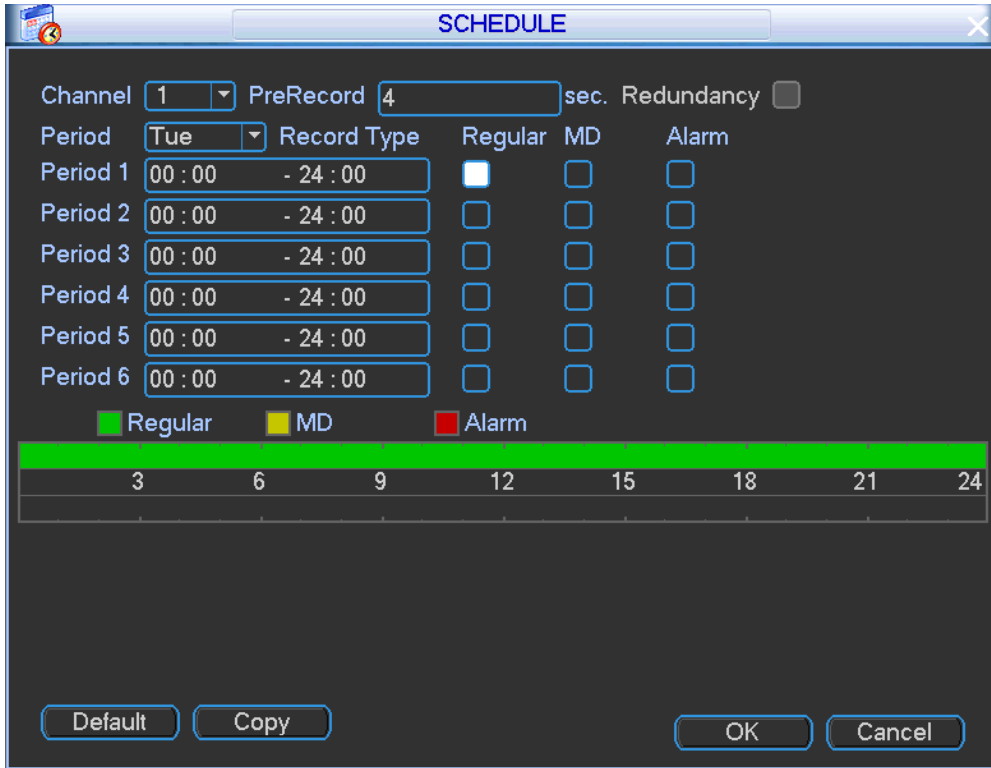 SCHEDULE
Channel 1 PreRecord 4 sec. Redundancy
Period Tue Record Type Regular MD Alarm
Period 1 00 : 00 - 24 : 00
Period 2 00 : 00 - 24 : 00
Period 3 00 : 00 - 24 : 00
Period 4 00 : 00 - 24 : 00
Period 5 00 : 00 - 24 : 00
Period 6 00 : 00 - 24 : 00
Regular MD Alarm
3 6 9 12 15 18 21 24
Default Copy OK Cancel